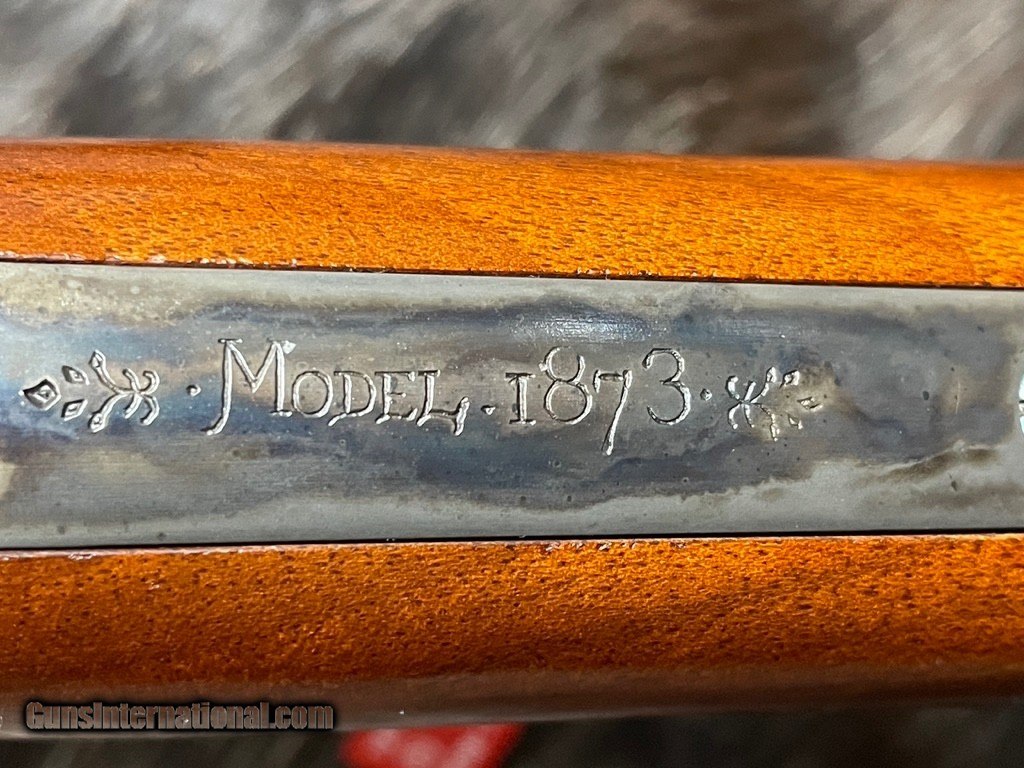 · MODEL · 1873 ·
GunsInternational.com